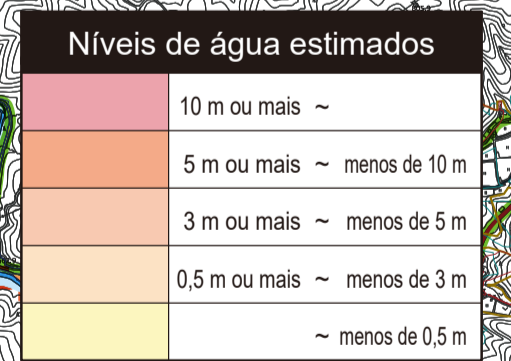 Níveis de água estimados
10 m ou mais ~
5 m ou mais ~ menos de 10 m
3 m ou mais ~ menos de 5 m
0,5 m ou mais ~ menos de 3 m
~ menos de 0,5 m